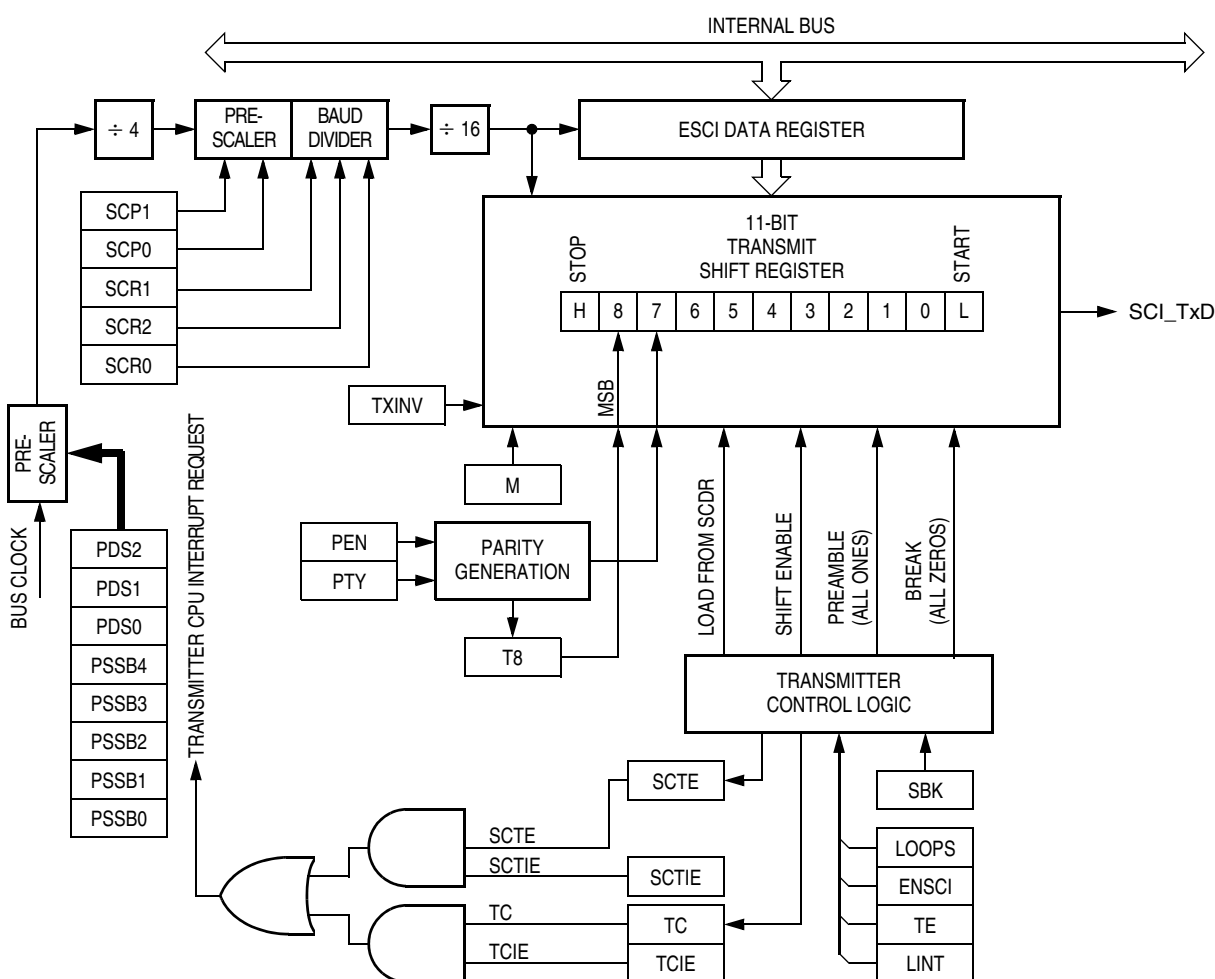 INTERNAL BUS
÷ 4
PRE-
SCALER
BAUD
DIVIDER
÷ 16
ESCI DATA REGISTER
SCP1
SCP0
SCR1
SCR2
SCR0
11-BIT
TRANSMIT
SHIFT REGISTER
STOP
START
H 8 7 6 5 4 3 2 1 0 L
SCI_TxD
MSB
TXINV
M
PRE-
SCALER
BUS CLOCK
TRANSMITTER CPU INTERRUPT REQUEST
PDS2
PDS1
PDS0
PSSB4
PSSB3
PSSB2
PSSB1
PSSB0
PEN
PTY
PARITY
GENERATION
T8
LOAD FROM SCDR
SHIFT ENABLE
PREAMBLE
(ALL ONES)
BREAK
(ALL ZEROS)
TRANSMITTER
CONTROL LOGIC
SCTE
SBK
SCTE
SCTIE
SCTIE
LOOPS
ENSCI
TE
LINT
TC
TC
TCIE
TCIE